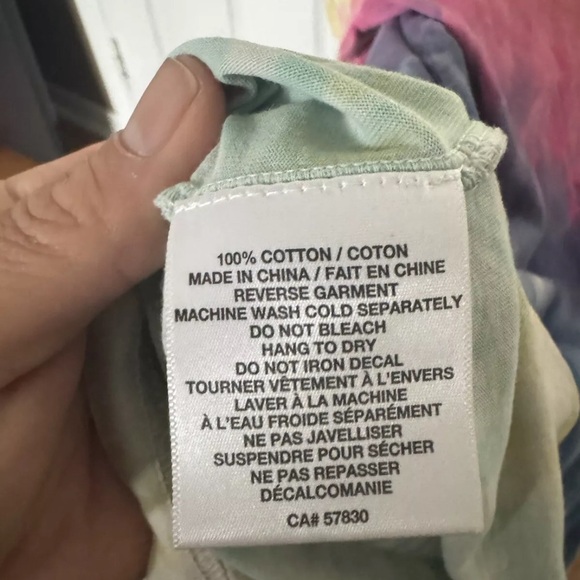 100% COTTON / COTON
MADE IN CHINA / FAIT EN CHINE
REVERSE GARMENT
MACHINE WASH COLD SEPARATELY
DO NOT BLEACH
HANG TO DRY
DO NOT IRON DECAL
TOURNER VÊTEMENT À L'ENVERS
LAVER À LA MACHINE
À L'EAU FROIDE SÉPARÉMENT
NE PAS JAVELLISER
SUSPENDRE POUR SÉCHER
NE PAS REPASSER
DÉCALCOMANIE
CA# 57830